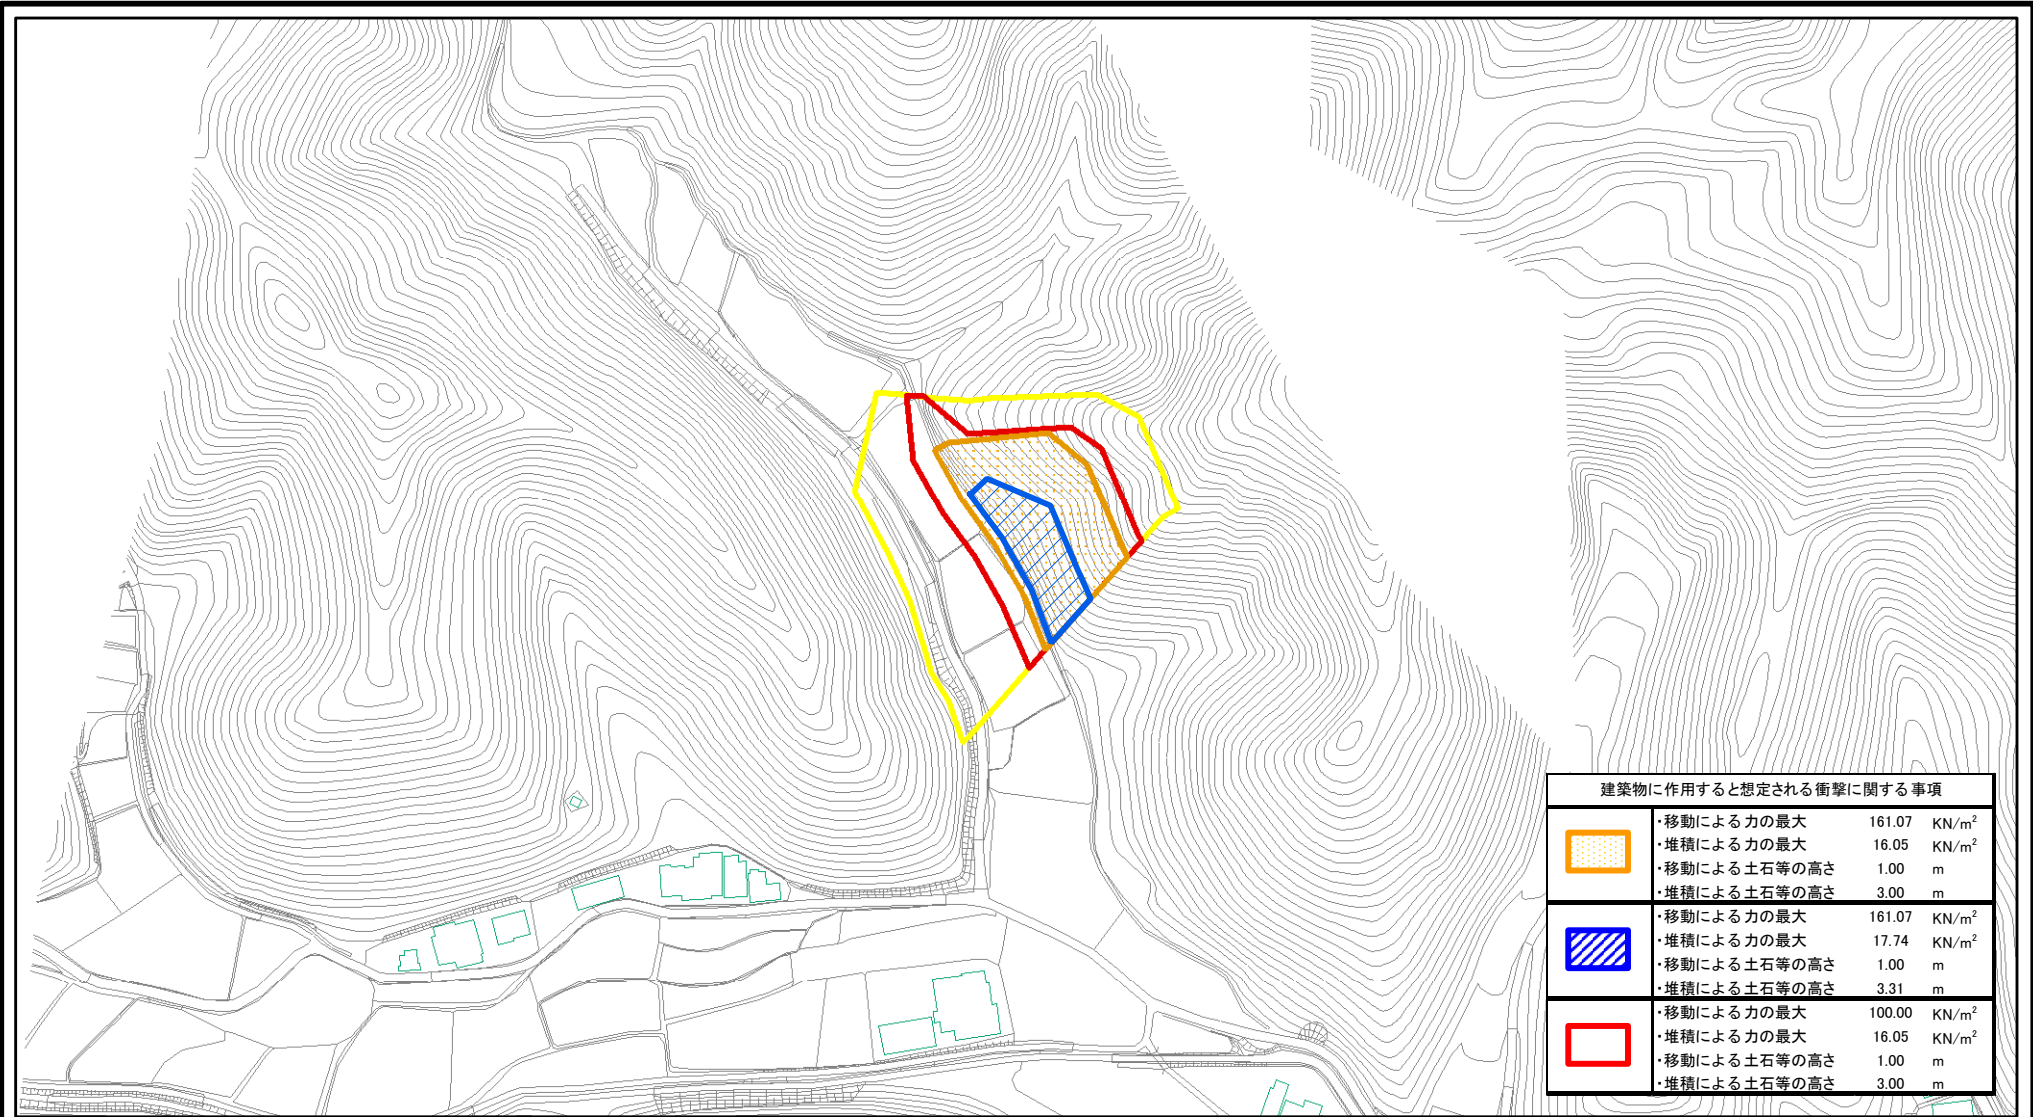 建築物に作用すると想定される衝撃に関する事項
・移動による力の最大 161.07 KN/m²
・堆積による力の最大 16.05 KN/m²
・移動による土石等の高さ 1.00 m
・堆積による土石等の高さ 3.00 m
・移動による力の最大 161.07 KN/m²
・堆積による力の最大 17.74 KN/m²
・移動による土石等の高さ 1.00 m
・堆積による土石等の高さ 3.31 m
・移動による力の最大 100.00 KN/m²
・堆積による力の最大 16.05 KN/m²
・移動による土石等の高さ 1.00 m
・堆積による土石等の高さ 3.00 m